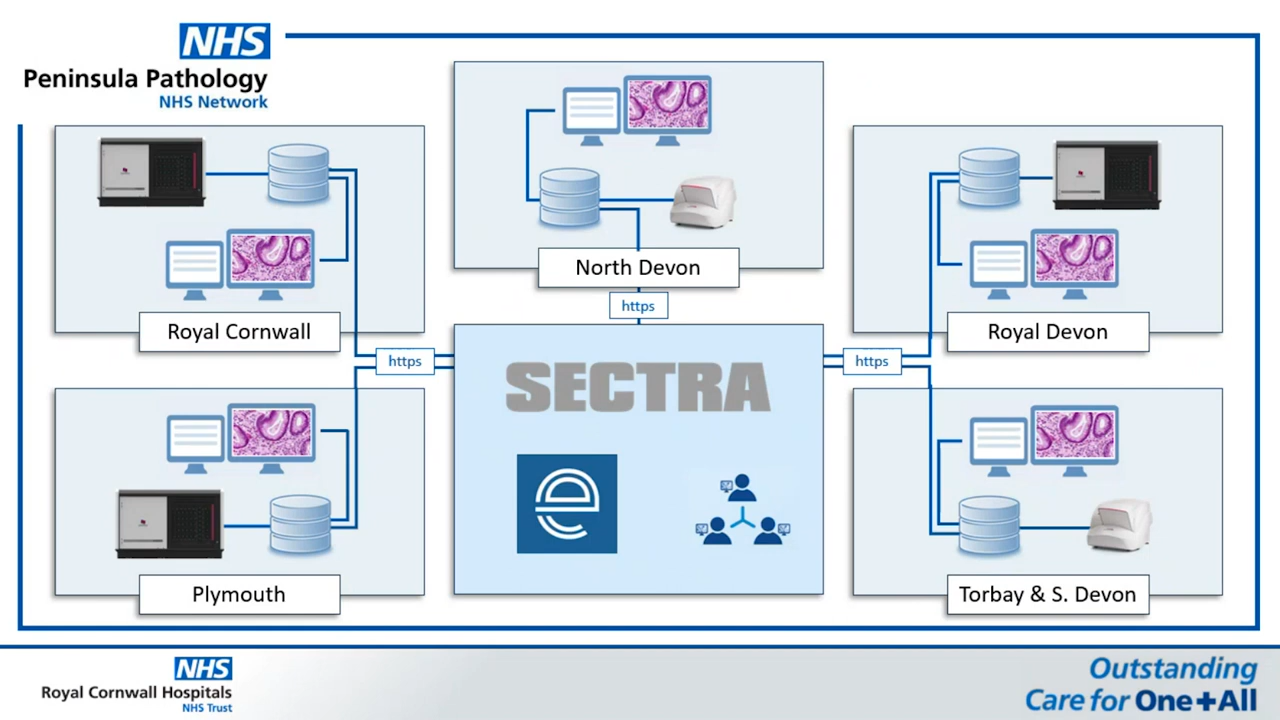 NHS
Peninsula Pathology
NHS Network
North Devon
https
Royal Cornwall
Royal Devon
https
https
SECTRA
e
Plymouth
Torbay & S. Devon
NHS
Royal Cornwall Hospitals
NHS Trust
Outstanding
Care for One+All